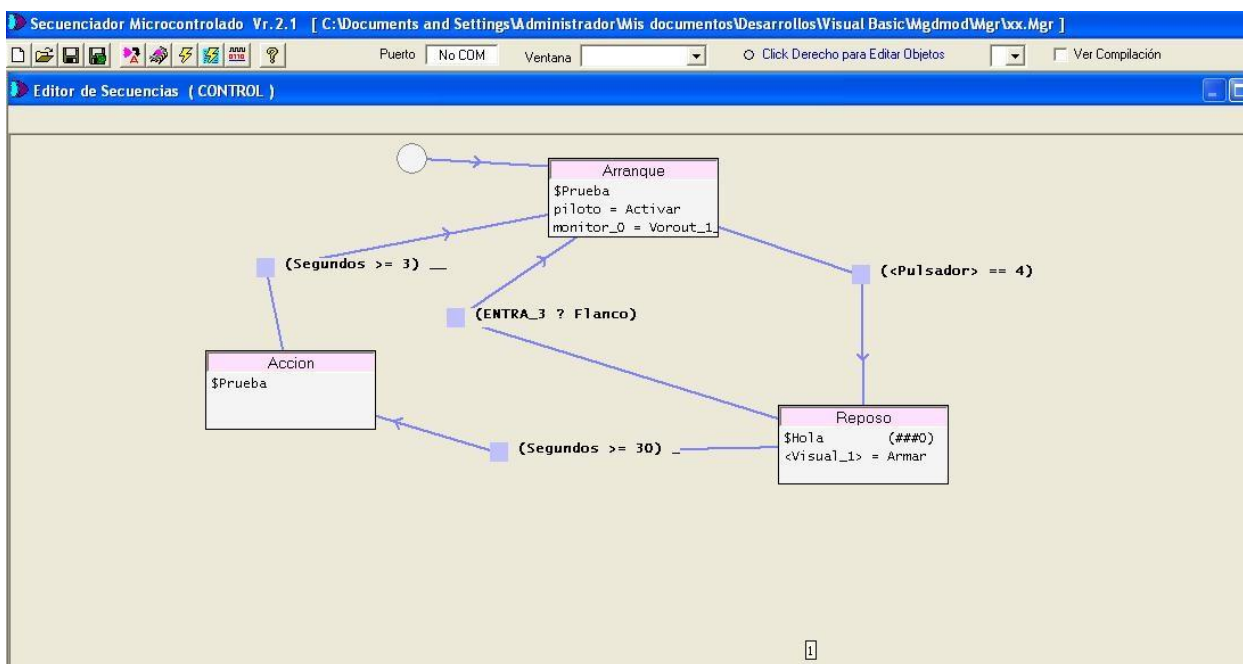 Secuenciador Microcontrolado Vr.2.1 [ C:\Documents and Settings\Administrador\Mis documentos\Desarrollos\Visual Basic\Mgdmod\Mgr\xx.Mgr ]
Puerto No COM Ventana Click Derecho para Editar Objetos Ver Compilación
Editor de Secuencias ( CONTROL )
Arranque
$Prueba
piloto = Activar
monitor_0 = Vorout_1_
(Segundos >= 3) __
(<Pulsador> == 4)
(ENTRA_3 ? Flanco)
Accion
$Prueba
Reposo
$Hola (###0)
<Visual_1> = Armar
(Segundos >= 30) _
1